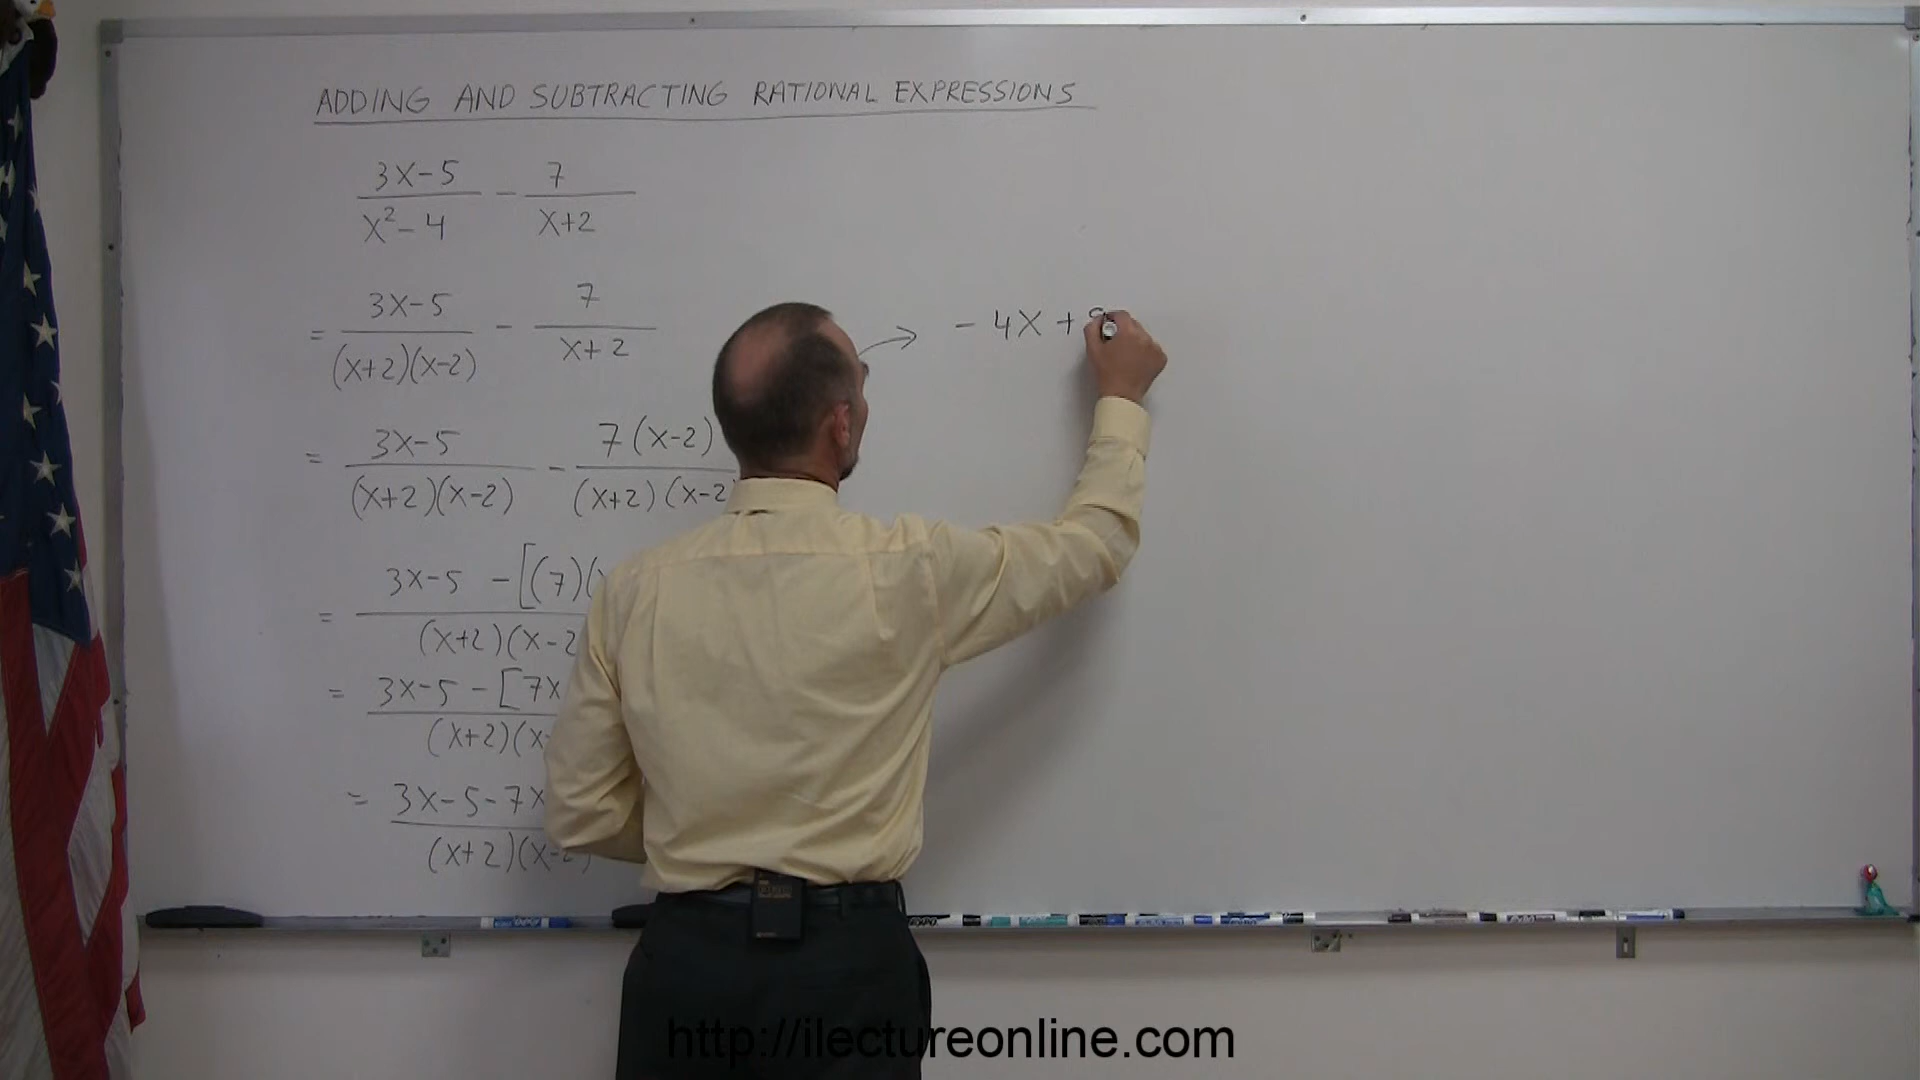 ADDING AND SUBTRACTING RATIONAL EXPRESSIONS
3X-5 - 7
X²-4 X+2
= 3X-5 - 7
(X+2)(X-2) X+2
= 3X-5 - 7(X-2)
(X+2)(X-2) (X+2)(X-2
= 3X-5 -[(7)(
(X+2)(X-2
= 3X-5-[7X
(X+2)(X-
= 3X-5-7X
(X+2)(X-2)
→ -4X+
EXPO
http://ilectureonline.com